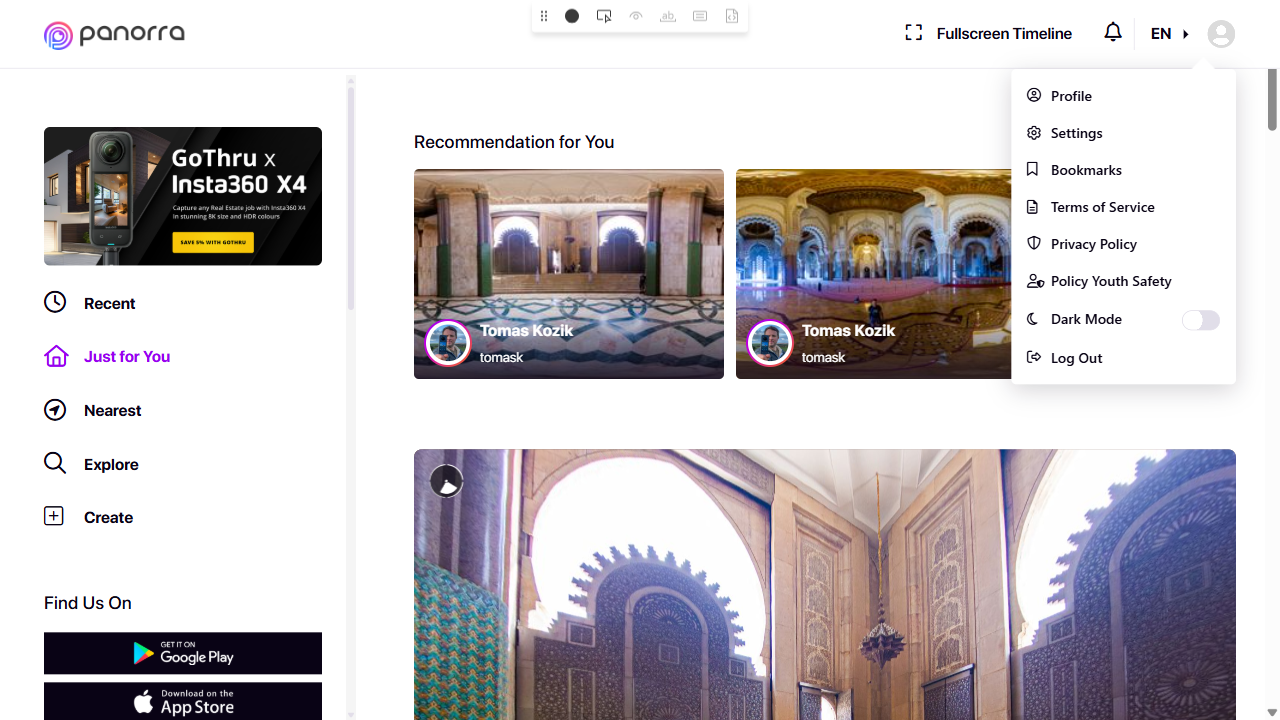 panorra
ab
Fullscreen Timeline
EN
Profile
Settings
Bookmarks
Terms of Service
Privacy Policy
Policy Youth Safety
Dark Mode
Log Out
GoThru x
Insta360 X4
Capture any Real Estate job with Insta360 X4
in stunning 8K size and HDR colours
SAVE 5% WITH GOTHRU
Recent
Just for You
Nearest
Explore
Create
Find Us On
GET IT ON
Google Play
Download on the
App Store
Recommendation for You
Tomas Kozik
tomask
Tomas Kozik
tomask